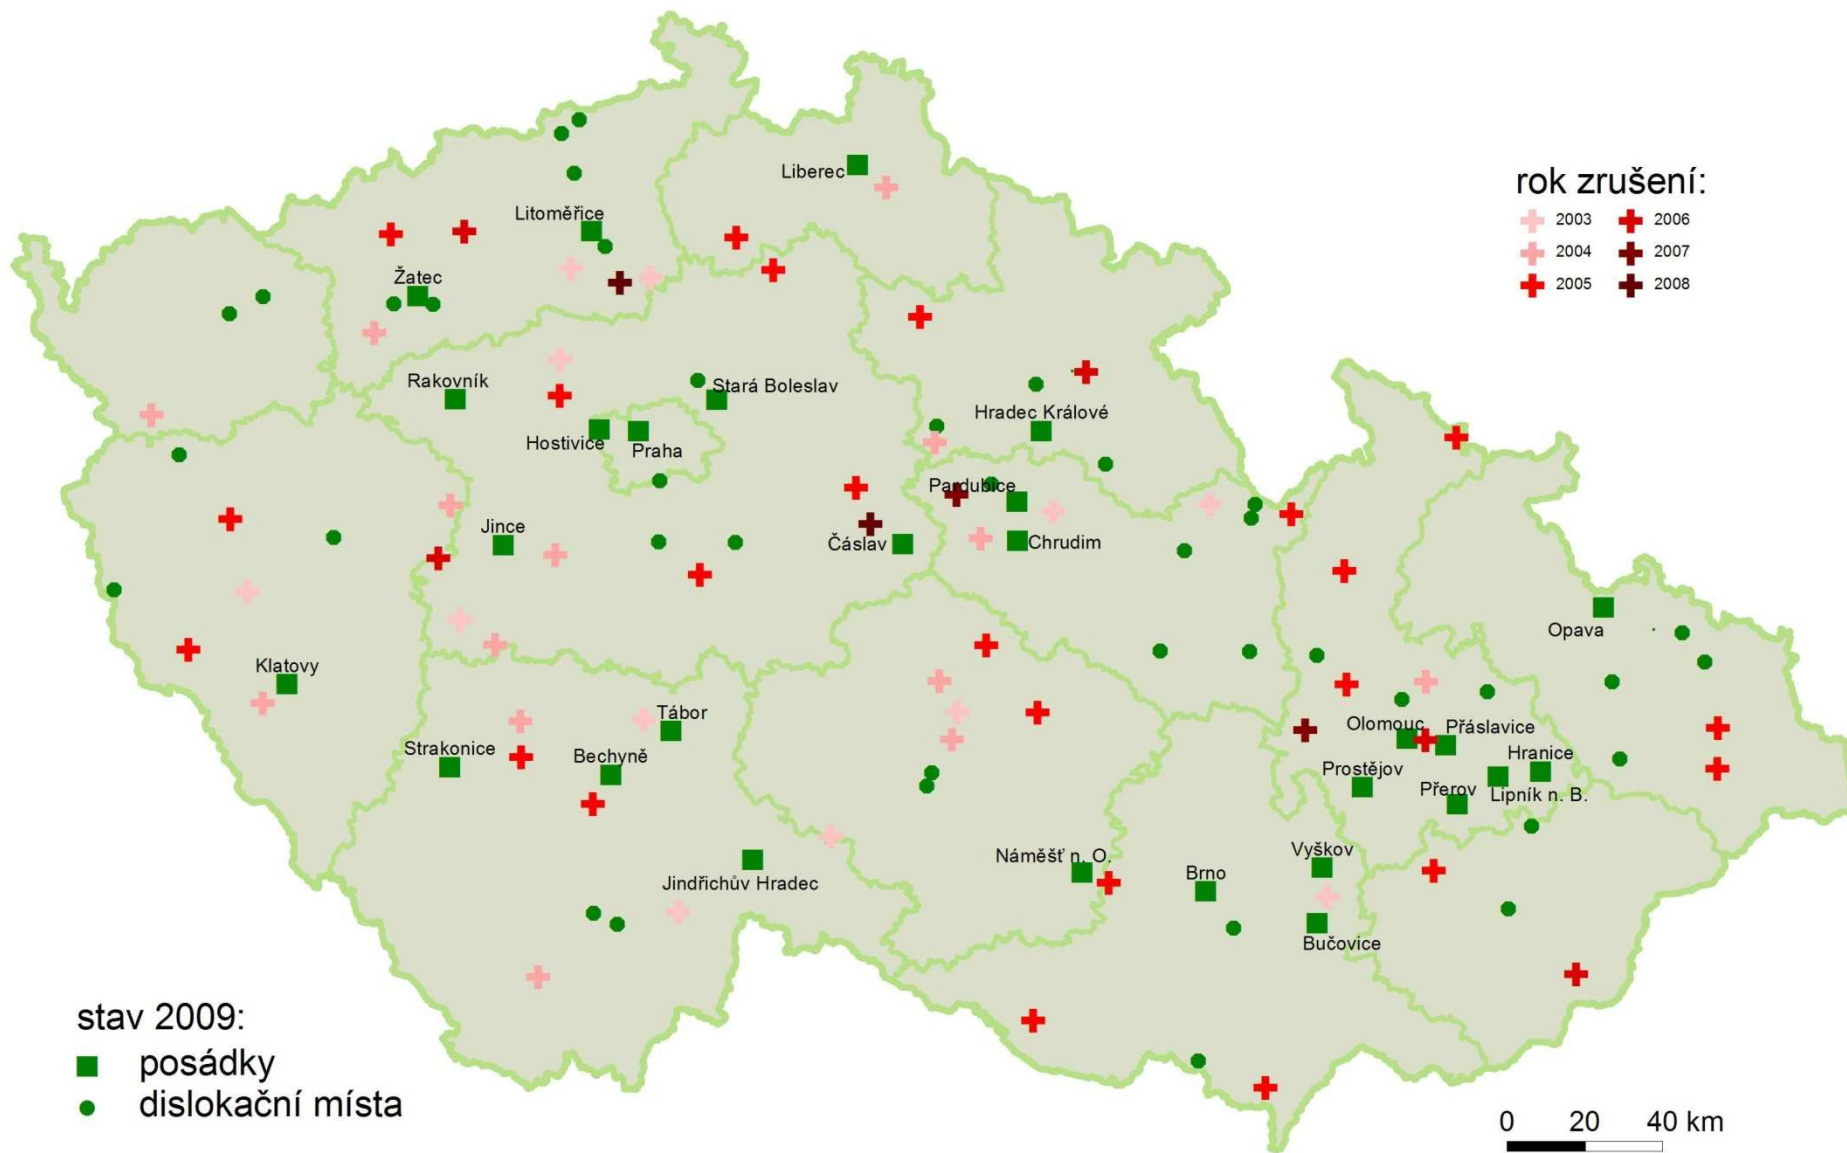 Liberec
rok zrušení:
2003 2006
2004 2007
2005 2008
Litoměřice
Žatec
Rakovník
Stará Boleslav
Hradec Králové
Hostivice
Praha
Pardubice
Jince
Čáslav
Chrudim
Opava
Klatovy
Tábor
Olomouc
Přáslavice
Strakonice
Bechyně
Hranice
Prostějov
Přerov
Lipník n. B.
Náměšť n. O.
Vyškov
Brno
Jindřichův Hradec
Bučovice
stav 2009:
posádky
dislokační místa
0 20 40 km